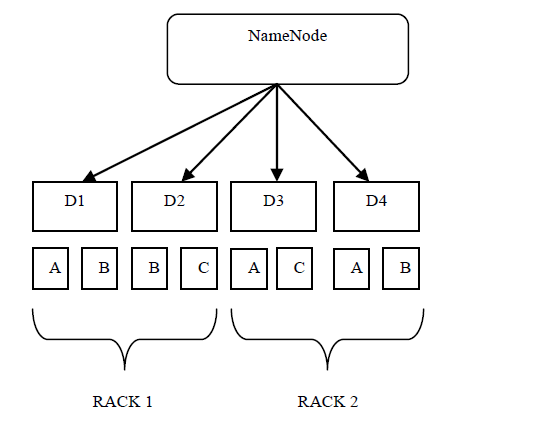 NameNode
D1 D2 D3 D4
A B B C A C A B
RACK 1 RACK 2